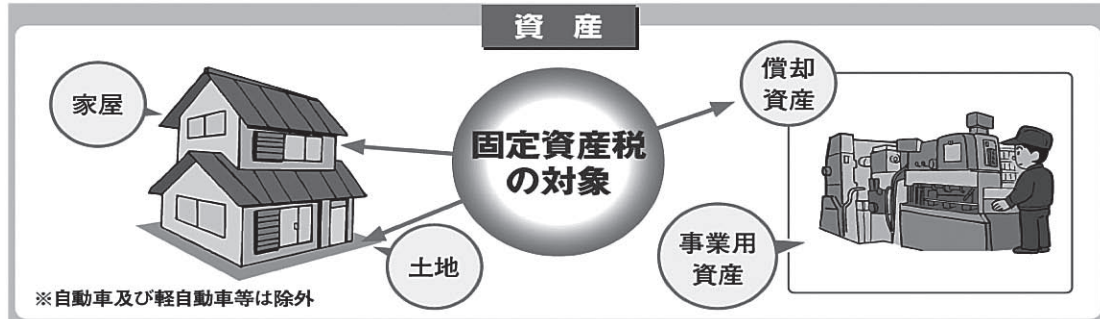 資産
家屋
固定資産税
の対象
償却
資産
土地
事業用
資産
※自動車及び軽自動車等は除外